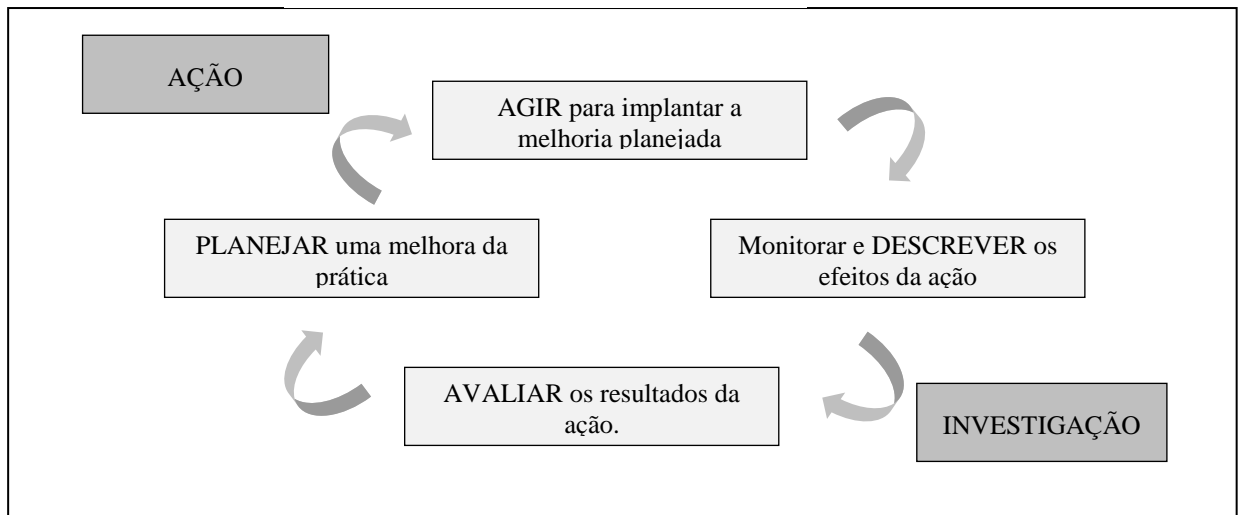 AÇÃO
AGIR para implantar a
melhoria planejada
PLANEJAR uma melhora da
prática
Monitorar e DESCREVER os
efeitos da ação
AVALIAR os resultados da
ação.
INVESTIGAÇÃO